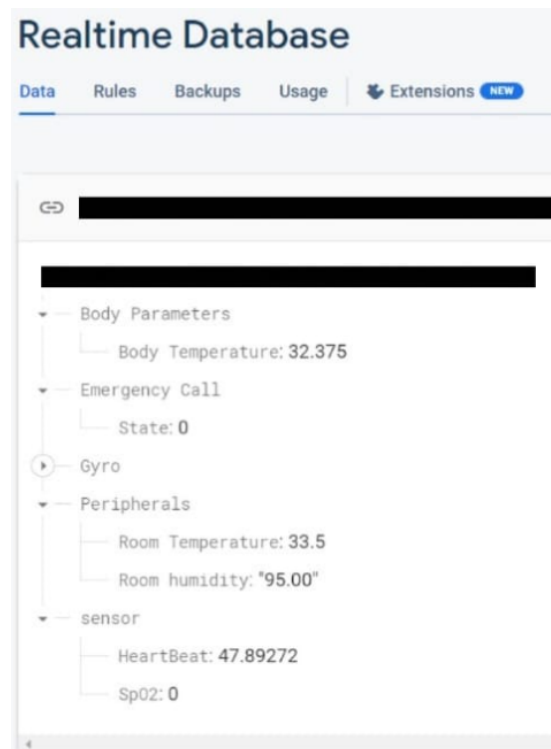 Realtime Database
Data Rules Backups Usage Extensions NEW
Body Parameters
Body Temperature: 32.375
Emergency Call
State: 0
Gyro
Peripherals
Room Temperature: 33.5
Room humidity: "95.00"
sensor
HeartBeat: 47.89272
SpO2: 0